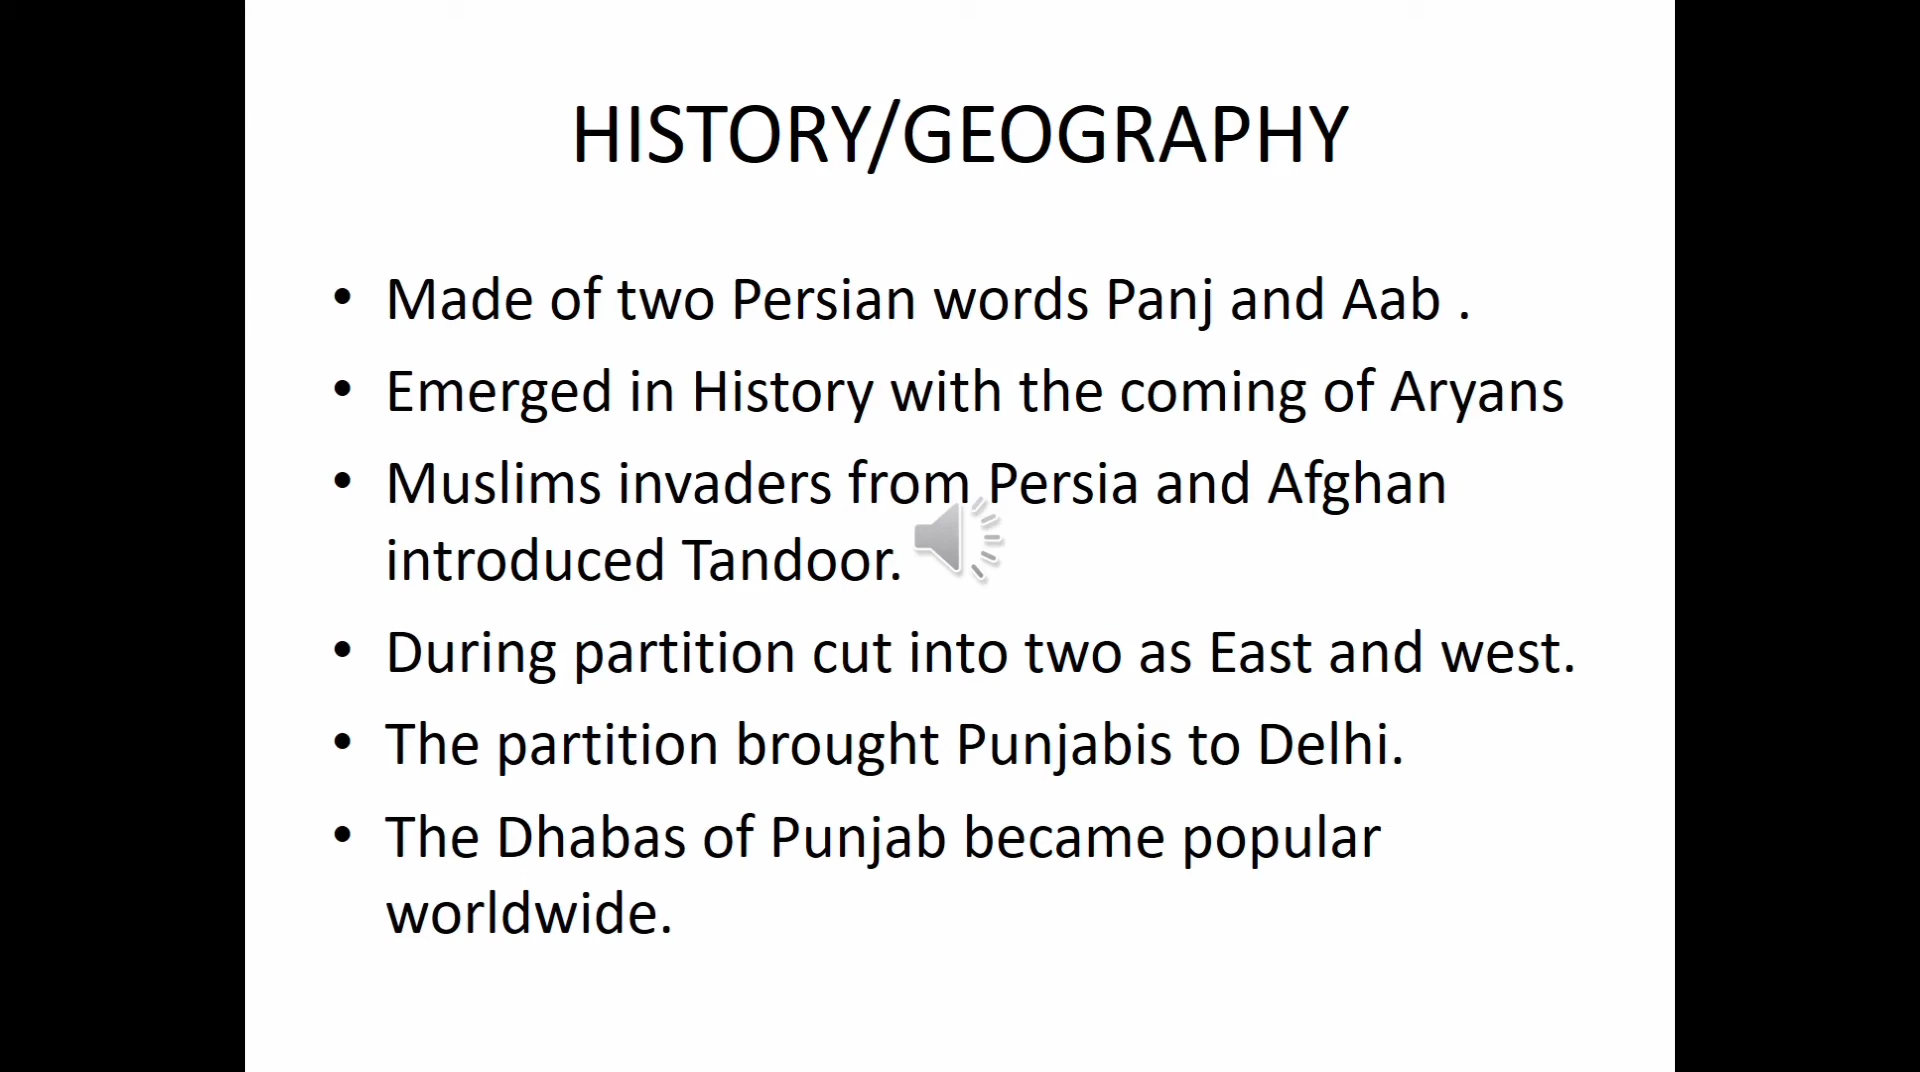 HISTORY/GEOGRAPHY
• Made of two Persian words Panj and Aab .
• Emerged in History with the coming of Aryans
• Muslims invaders from Persia and Afghan
introduced Tandoor.
• During partition cut into two as East and west.
• The partition brought Punjabis to Delhi.
• The Dhabas of Punjab became popular
worldwide.